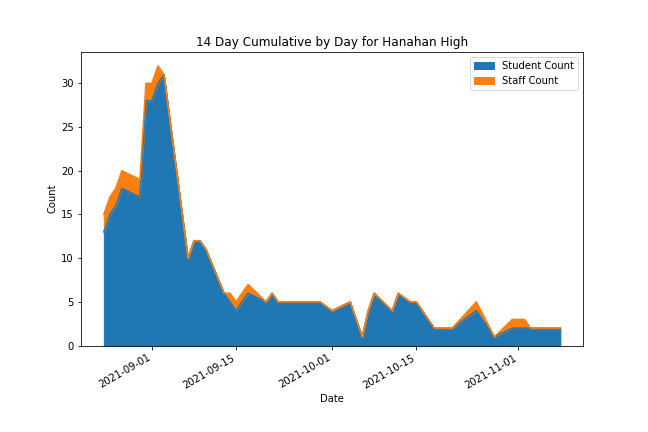 14 Day Cumulative by Day for Hanahan High
Student Count
Staff Count
Count
30
25
20
15
10
5
0
2021-09-01
2021-09-15
2021-10-01
2021-10-15
2021-11-01
Date